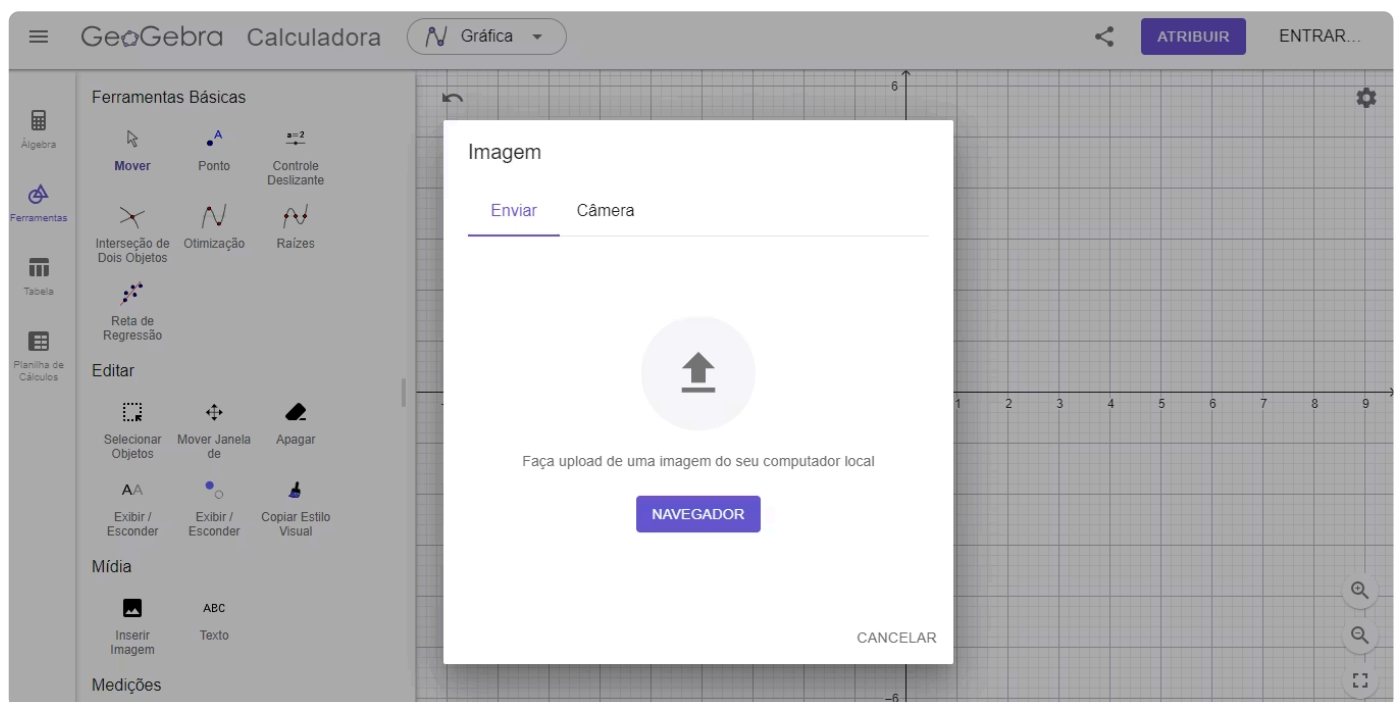 GeoGebra Calculadora Gráfica ATRIBUIR ENTRAR...
Álgebra
Ferramentas
Tabela
Planilha de
Cálculos
Ferramentas Básicas
Mover
Ponto
a=2
Controle
Deslizante
Interseção de
Dois Objetos
Otimização
Raízes
Reta de
Regressão
Editar
Selecionar
Objetos
Mover Janela
de
Apagar
AA
Exibir /
Esconder
Exibir /
Esconder
Copiar Estilo
Visual
Mídia
Inserir
Imagem
ABC
Texto
Medições
A
6
1 2 3 4 5 6 7 8 9
-6
Imagem
Enviar Câmera
Faça upload de uma imagem do seu computador local
NAVEGADOR
CANCELAR